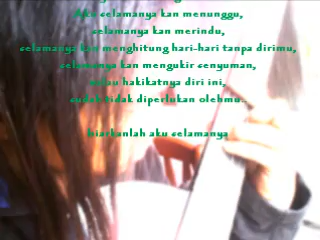 Aku selamanya kan menunggu,
selamanya kan merindu,
selamanya kan menghitung hari-hari tanpa dirimu,
selamanya kan mengukir senyuman,
walau hakikatnya diri ini,
sudah tidak diperlukan olehmu...
biarkanlah aku selamanya